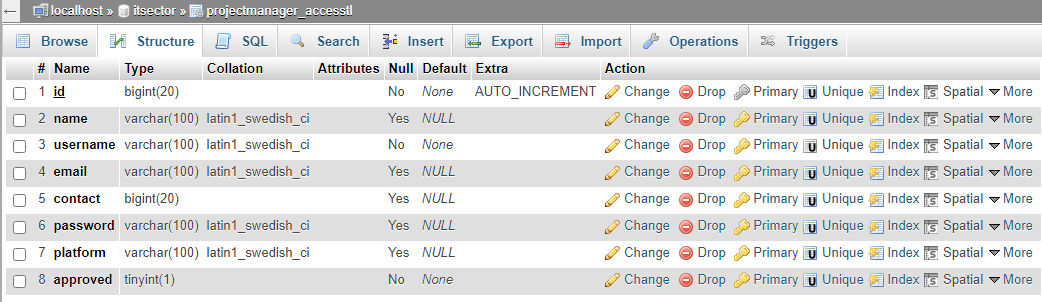 localhost » itsector » projectmanager_accesstl
Browse Structure SQL Search Insert Export Import Operations Triggers
# Name Type Collation Attributes Null Default Extra Action
1 id bigint(20) No None AUTO_INCREMENT Change Drop Primary Unique Index Spatial More
2 name varchar(100) latin1_swedish_ci Yes NULL Change Drop Primary Unique Index Spatial More
3 username varchar(100) latin1_swedish_ci No None Change Drop Primary Unique Index Spatial More
4 email varchar(100) latin1_swedish_ci Yes NULL Change Drop Primary Unique Index Spatial More
5 contact bigint(20) Yes NULL Change Drop Primary Unique Index Spatial More
6 password varchar(100) latin1_swedish_ci Yes NULL Change Drop Primary Unique Index Spatial More
7 platform varchar(100) latin1_swedish_ci Yes NULL Change Drop Primary Unique Index Spatial More
8 approved tinyint(1) No None Change Drop Primary Unique Index Spatial More